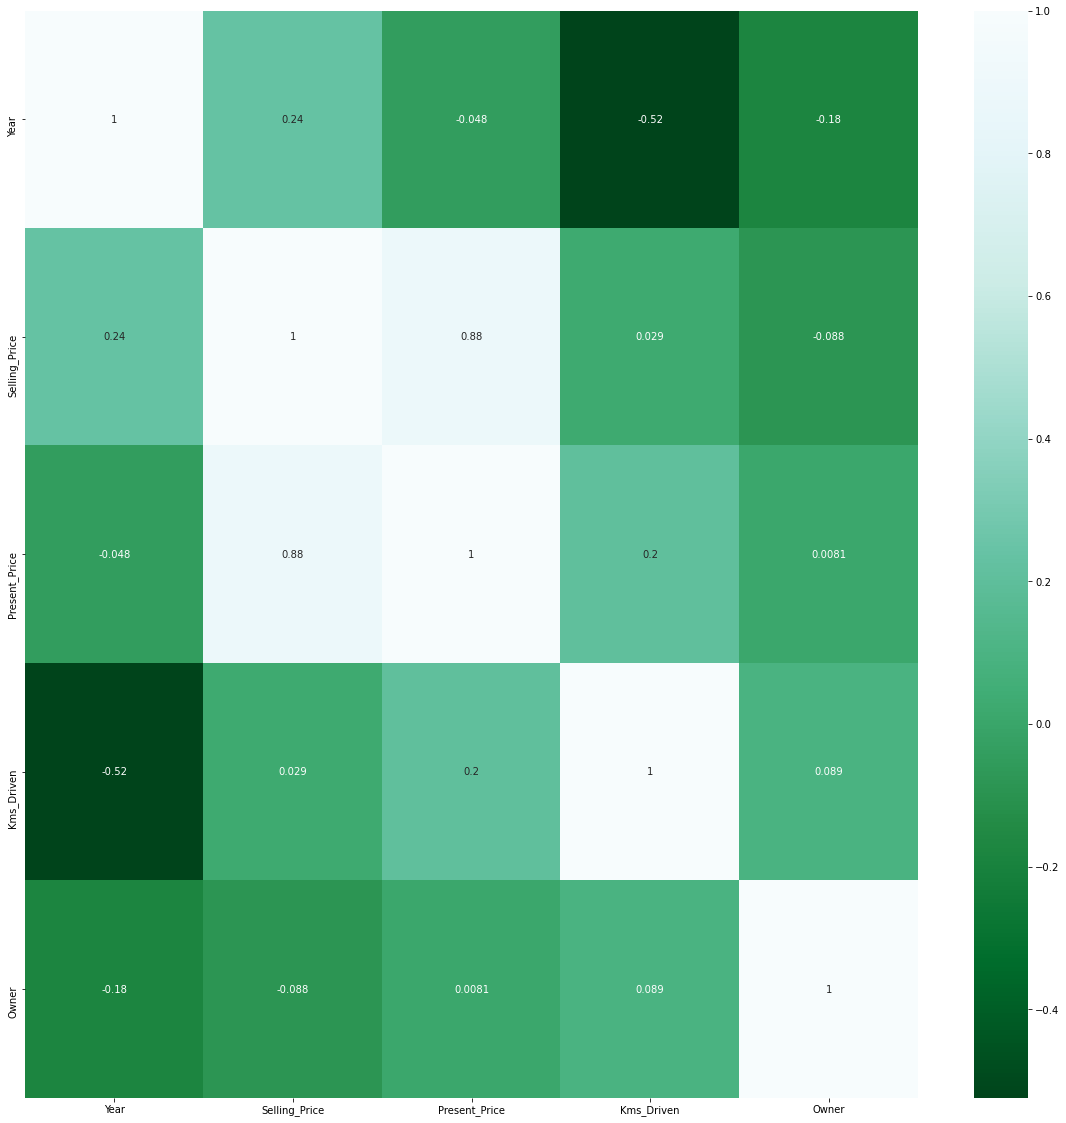 1.0
Year
1 0.24 -0.048 -0.52 -0.18
0.8
0.6
Selling_Price
0.24 1 0.88 0.029 -0.088
0.4
Present_Price
-0.048 0.88 1 0.2 0.0081
0.2
0.0
Kms_Driven
-0.52 0.029 0.2 1 0.089
−0.2
Owner
-0.18 -0.088 0.0081 0.089 1
−0.4
Year Selling_Price Present_Price Kms_Driven Owner